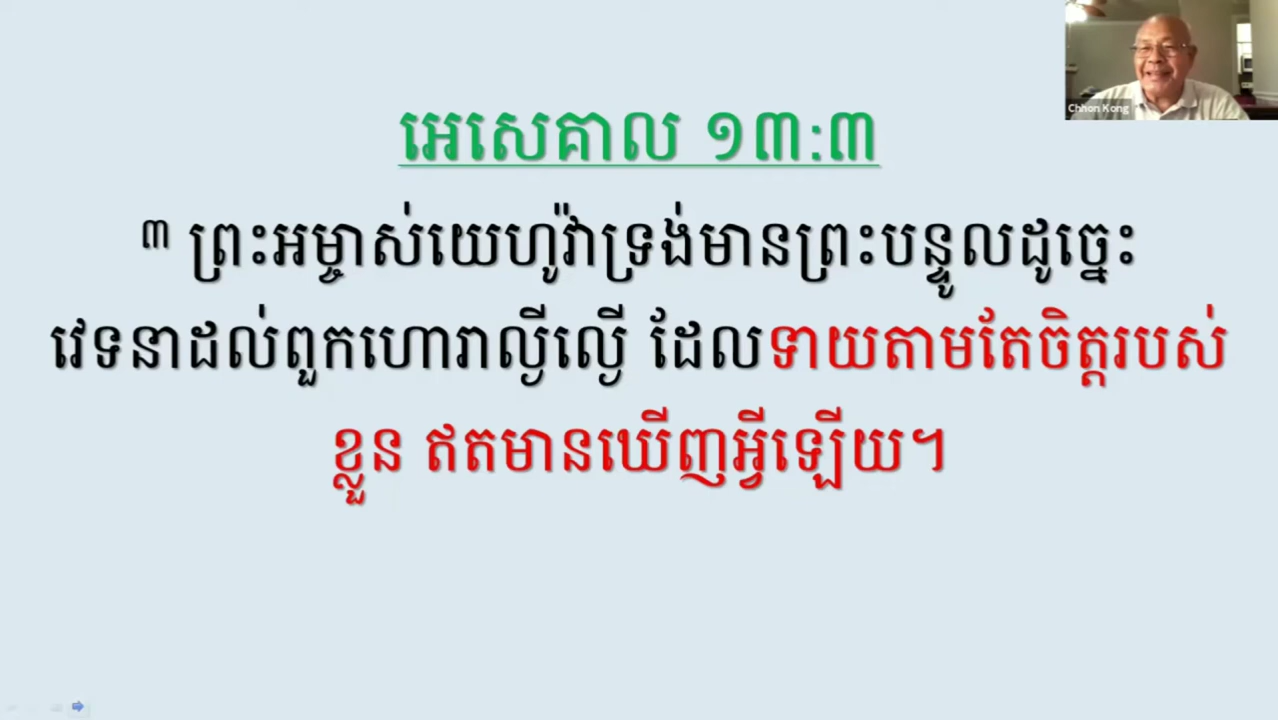 Chhon Kong
អេសេគាល ១៣:៣
៣ ព្រះអម្ចាស់យេហូវ៉ាទ្រង់មានព្រះបន្ទូលដូច្នេះ
វេទនាដល់ពួកហោរាល្ងីល្ងើ ដែលទាយតាមតែចិត្តរបស់
ខ្លួន ឥតមានឃើញអ្វីឡើយ។